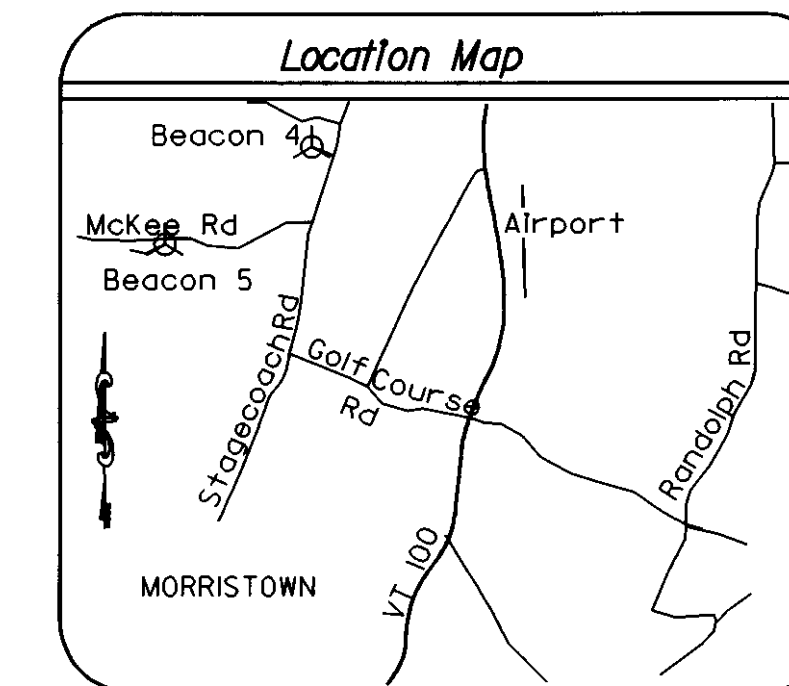 Location Map
Beacon 4
McKee Rd
Airport
Beacon 5
Stagecoach Rd
Golf Course
Rd
Randolph Rd
VT 100
MORRISTOWN